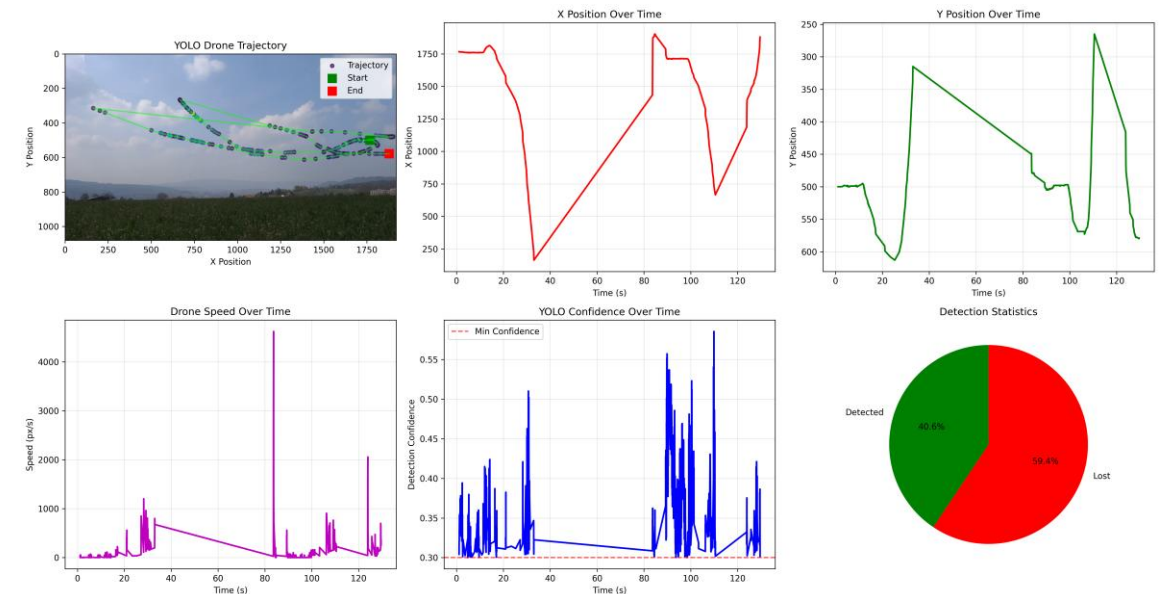 YOLO Drone Trajectory
Trajectory
Start
End
0
200
400
600
800
1000
Y Position
0 250 500 750 1000 1250 1500 1750
X Position
X Position Over Time
1750
1500
1250
1000
750
500
250
X Position
0 20 40 60 80 100 120
Time (s)
Y Position Over Time
250
300
350
400
450
500
550
600
Y Position
0 20 40 60 80 100 120
Time (s)
Drone Speed Over Time
4000
3000
2000
1000
0
Speed (px/s)
0 20 40 60 80 100 120
Time (s)
YOLO Confidence Over Time
Min Confidence
0.55
0.50
0.45
0.40
0.35
0.30
Detection Confidence
0 20 40 60 80 100 120
Time (s)
Detection Statistics
Detected
40.6%
59.4%
Lost